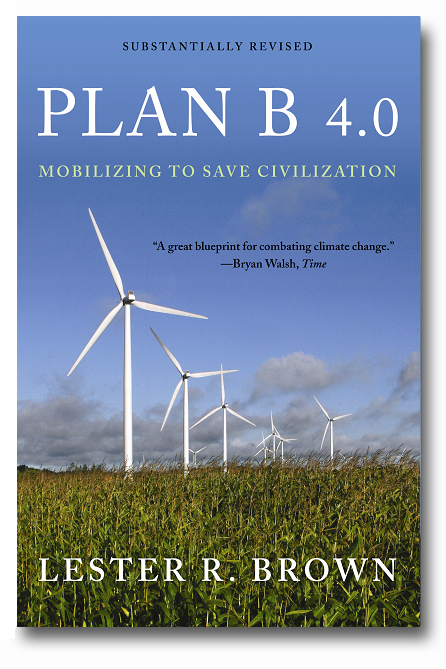 SUBSTANTIALLY REVISED
PLAN B 4.0
MOBILIZING TO SAVE CIVILIZATION
“A great blueprint for combating climate change.”
—Bryan Walsh, Time
LESTER R. BROWN